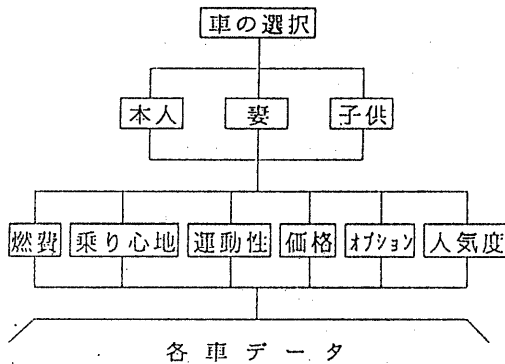 車の選択
本人 妻 子供
燃費 乗り心地 運動性 価格 オプション 人気度
各車データ